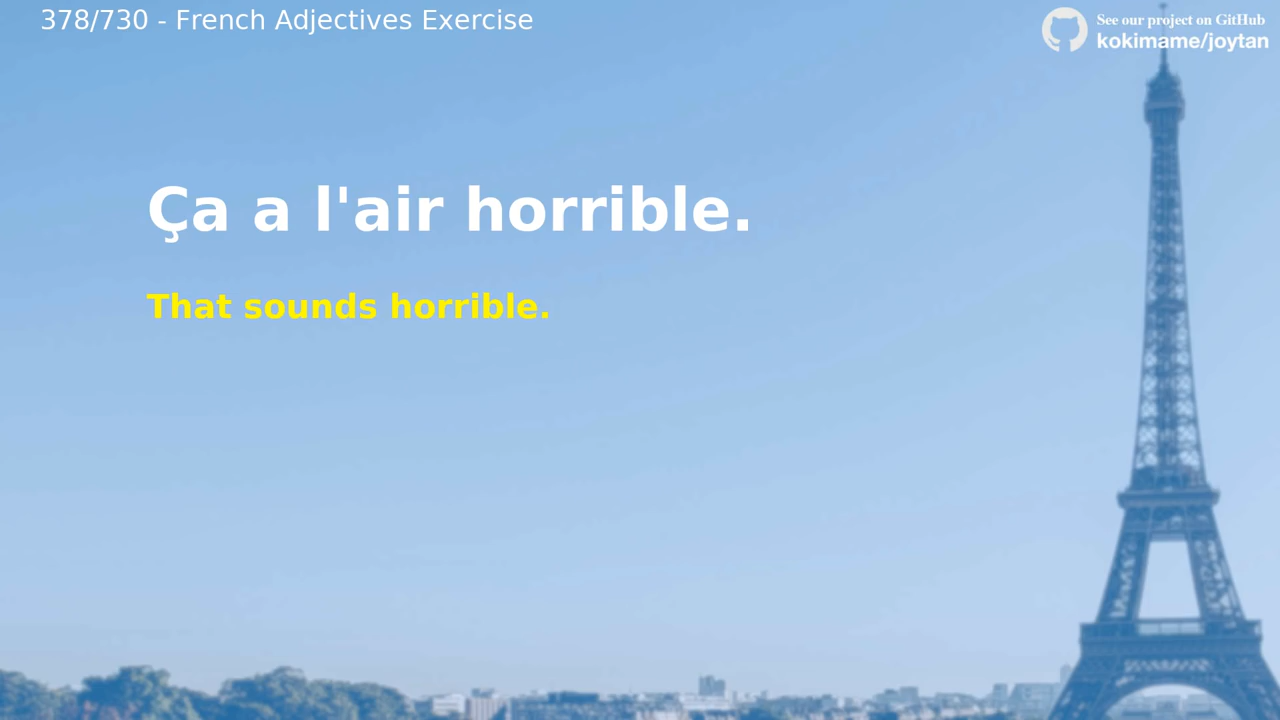 378/730 - French Adjectives Exercise
See our project on GitHub
kokimame/joytan
Ça a l'air horrible.
That sounds horrible.